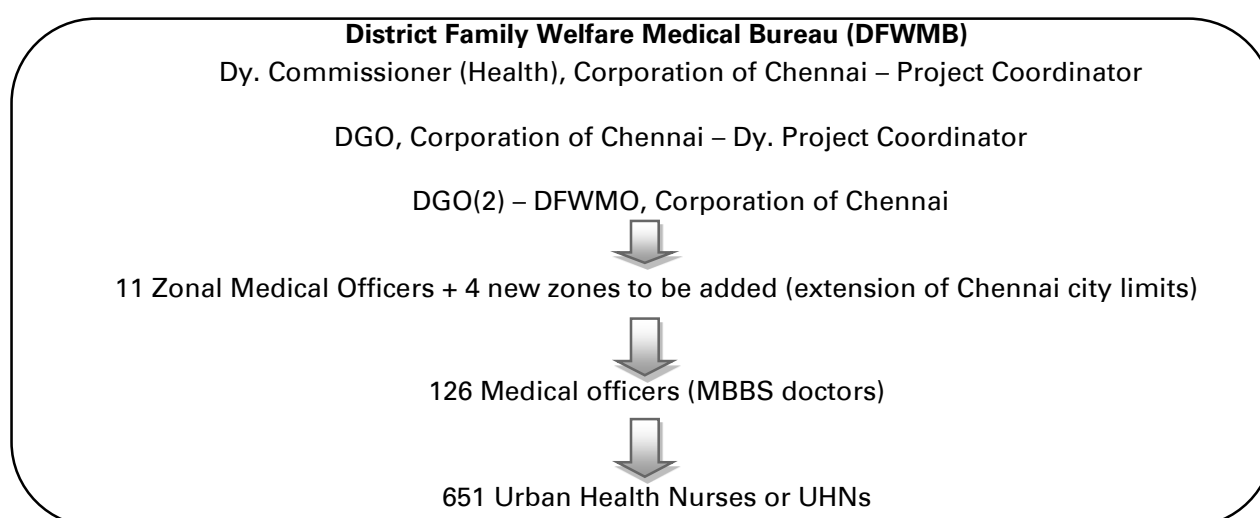 District Family Welfare Medical Bureau (DFWMB)
Dy. Commissioner (Health), Corporation of Chennai – Project Coordinator
DGO, Corporation of Chennai – Dy. Project Coordinator
DGO(2) – DFWMO, Corporation of Chennai
11 Zonal Medical Officers + 4 new zones to be added (extension of Chennai city limits)
126 Medical officers (MBBS doctors)
651 Urban Health Nurses or UHNs